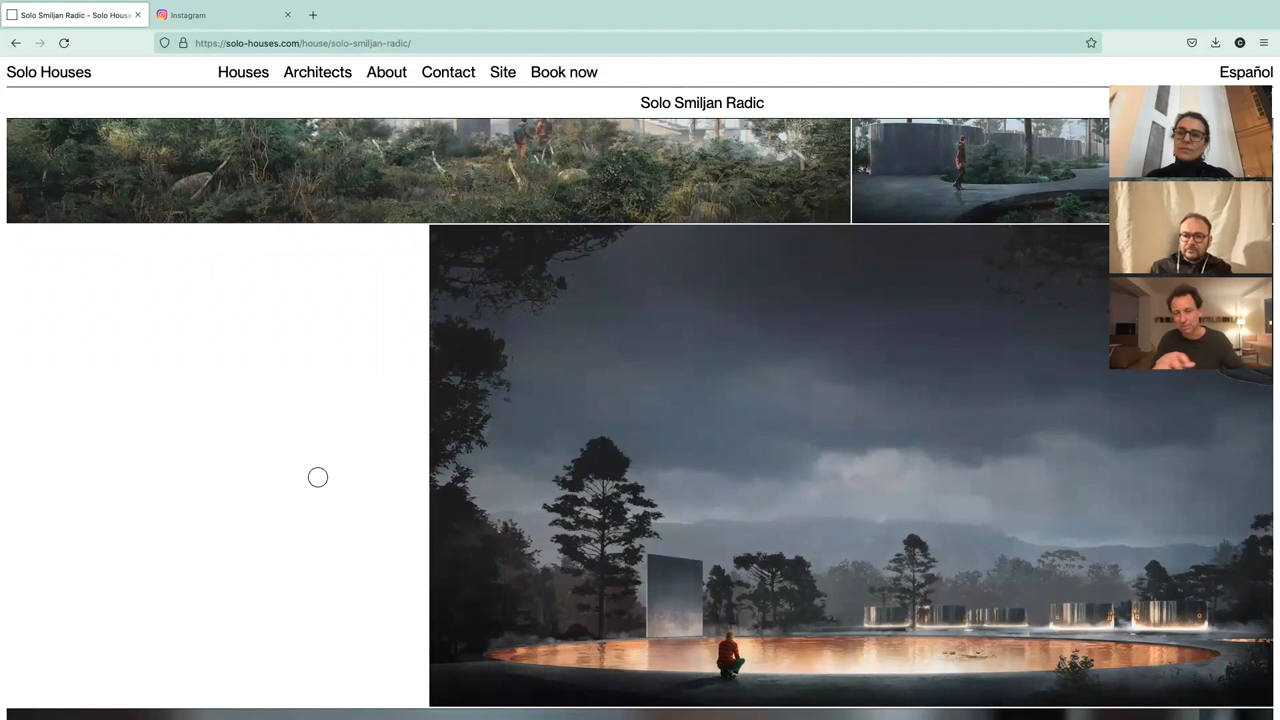 Solo Smiljan Radic - Solo House
Instagram
https://solo-houses.com/house/solo-smiljan-radic/
Solo Houses Houses Architects About Contact Site Book now Español
Solo Smiljan Radic